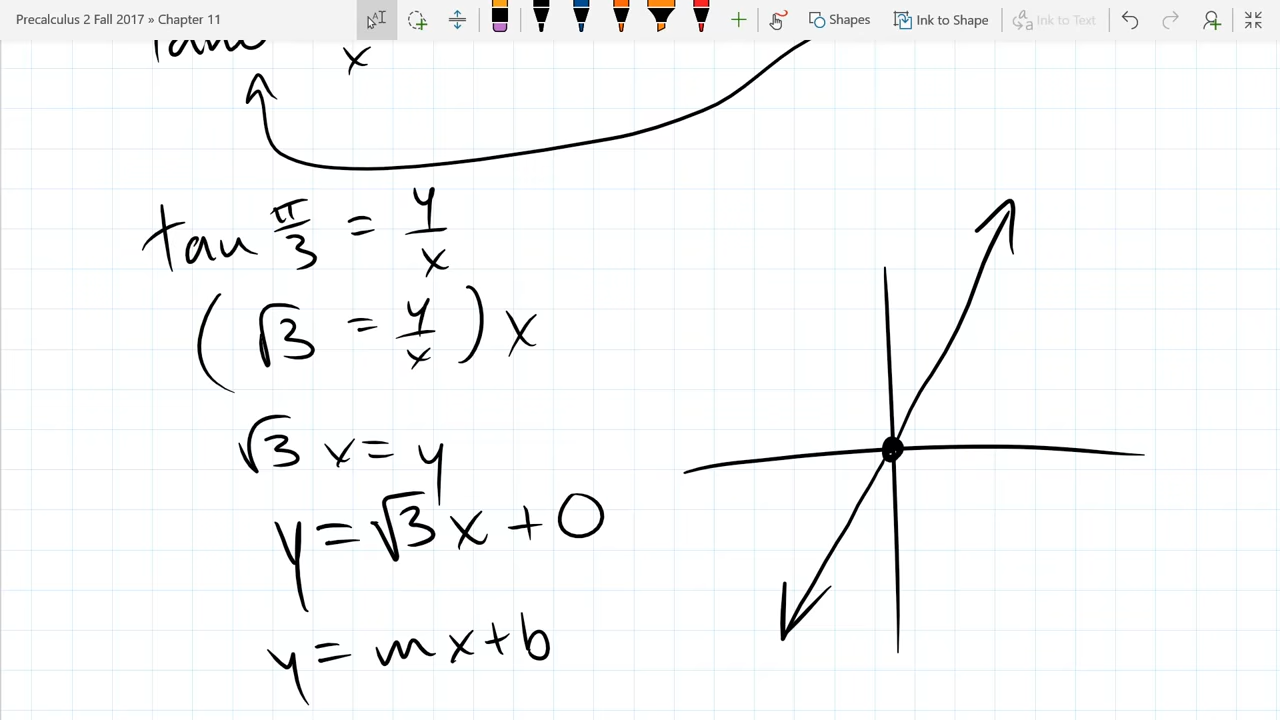 Precalculus 2 Fall 2017 » Chapter 11
Shapes
Ink to Shape
Ink to Text
x
tan π/3 = y/x
(√3 = y/x) x
√3 x = y
y = √3 x + 0
y = mx + b